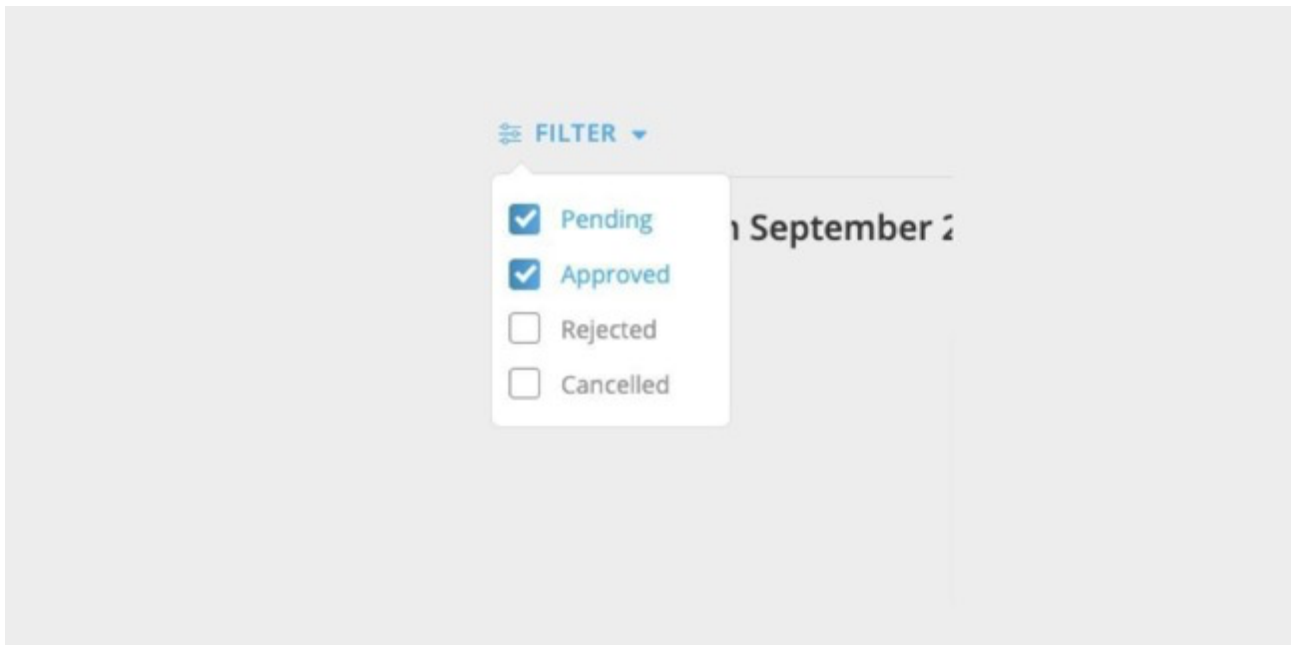 FILTER
Pending
September
Approved
Rejected
Cancelled